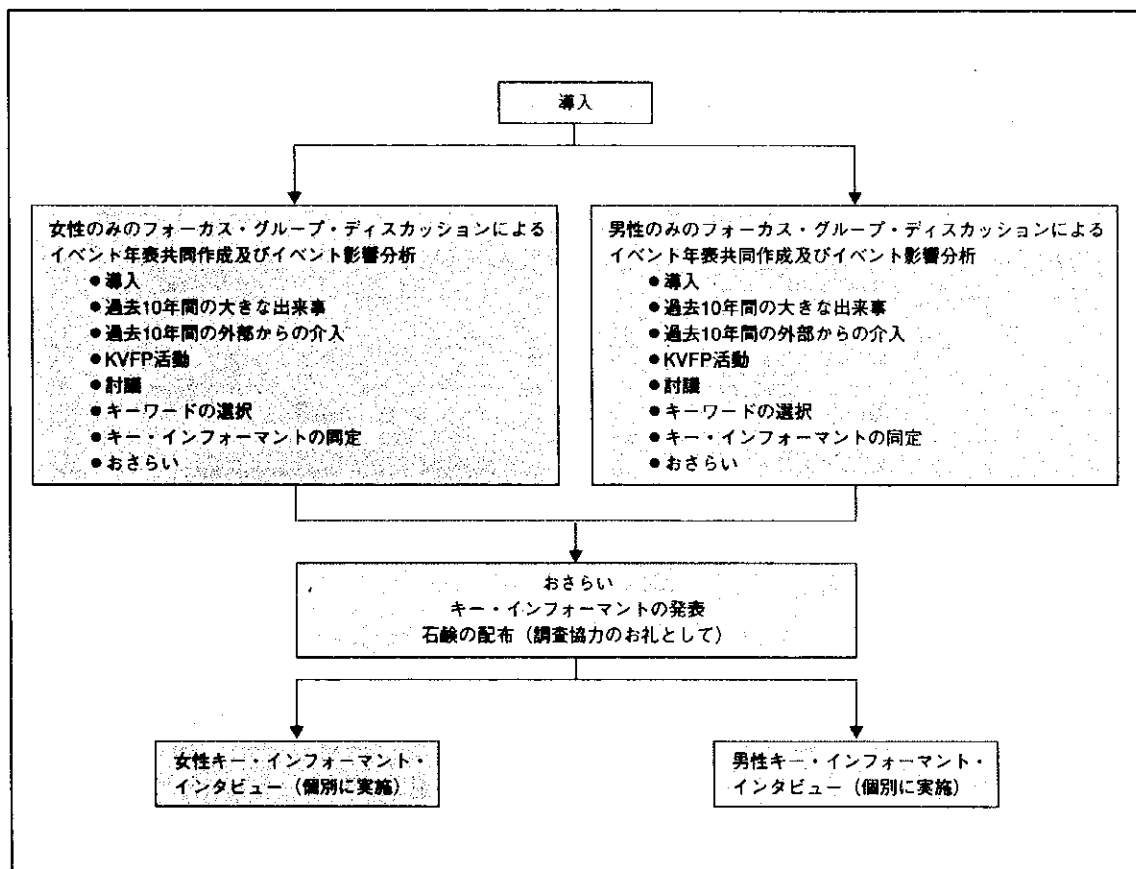 導入
女性のみのフォーカス・グループ・ディスカッションによる
イベント年表共同作成及びイベント影響分析
●導入
●過去10年間の大きな出来事
●過去10年間の外部からの介入
●KVFP活動
●討議
●キーワードの選択
●キー・インフォーマントの同定
●おさらい
男性のみのフォーカス・グループ・ディスカッションによる
イベント年表共同作成及びイベント影響分析
●導入
●過去10年間の大きな出来事
●過去10年間の外部からの介入
●KVFP活動
●討議
●キーワードの選択
●キー・インフォーマントの同定
●おさらい
おさらい
キー・インフォーマントの発表
石鹸の配布（調査協力のお礼として）
女性キー・インフォーマント・
インタビュー（個別に実施）
男性キー・インフォーマント・
インタビュー（個別に実施）